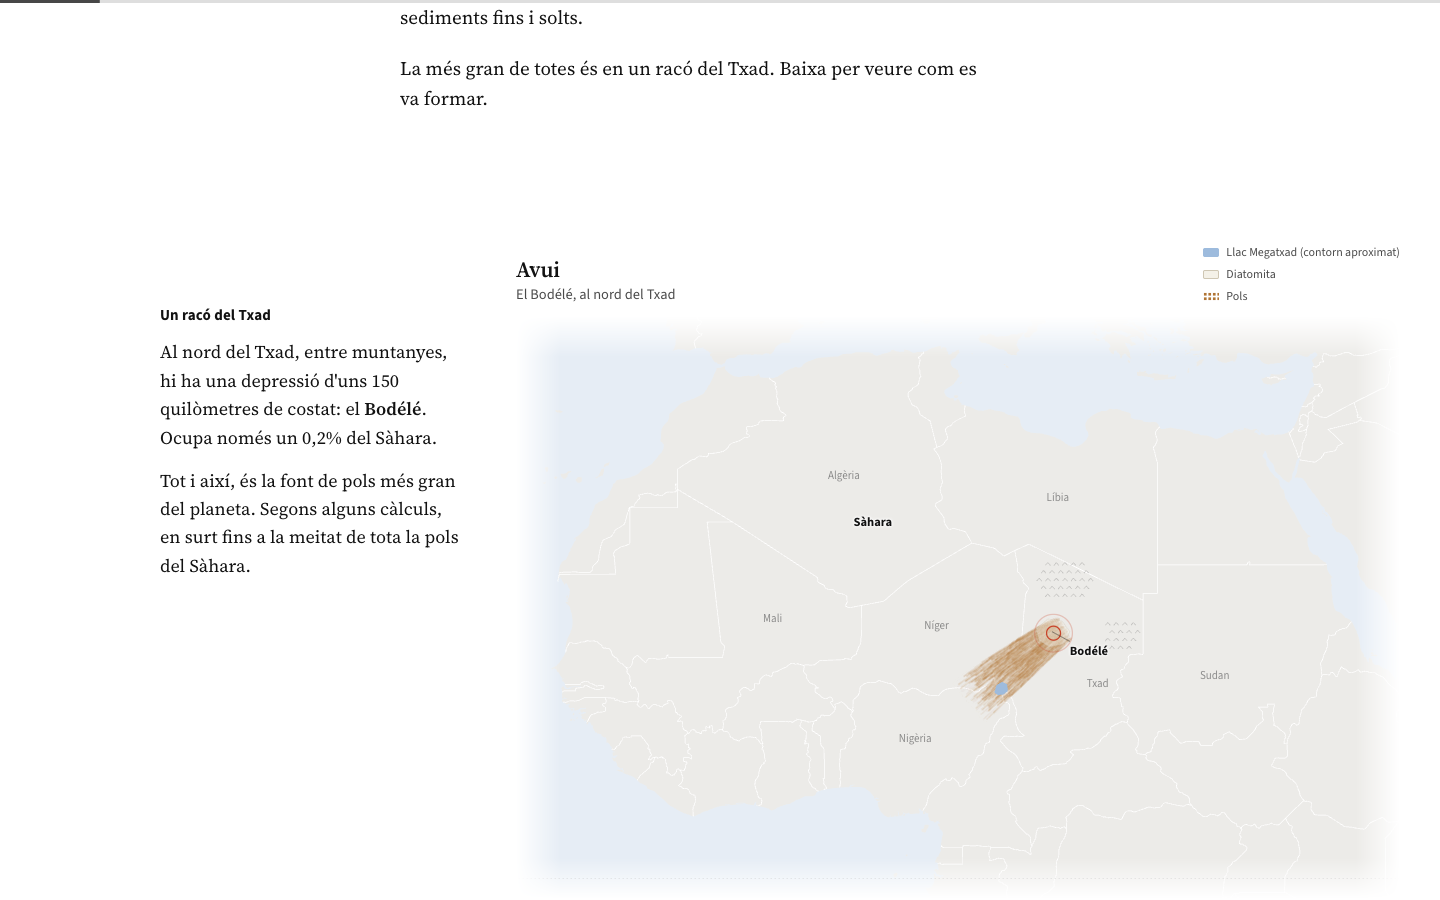 sediments fins i solts.
La més gran de totes és en un racó del Txad. Baixa per veure com es
va formar.
Avui
El Bodélé, al nord del Txad
Llac Megatxad (contorn aproximat)
Diatomita
Pols
Un racó del Txad
Al nord del Txad, entre muntanyes,
hi ha una depressió d'uns 150
quilòmetres de costat: el Bodélé.
Ocupa només un 0,2% del Sàhara.
Tot i així, és la font de pols més gran
del planeta. Segons alguns càlculs,
en surt fins a la meitat de tota la pols
del Sàhara.
Algèria
Líbia
Sàhara
Mali
Níger
Bodélé
Txad
Sudan
Nigèria